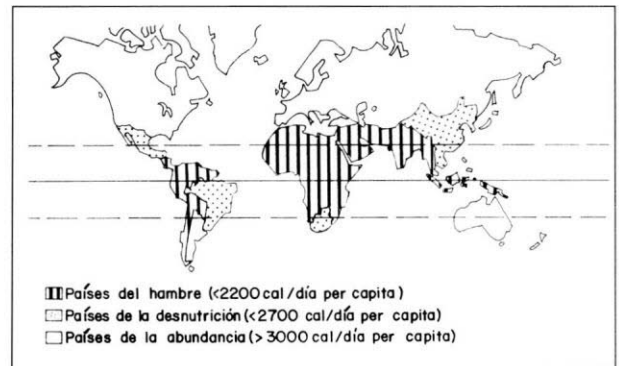 Países del hambre (<2200 cal/día per capita)
Países de la desnutrición (<2700 cal/día per capita)
Países de la abundancia (> 3000 cal/día per capita)